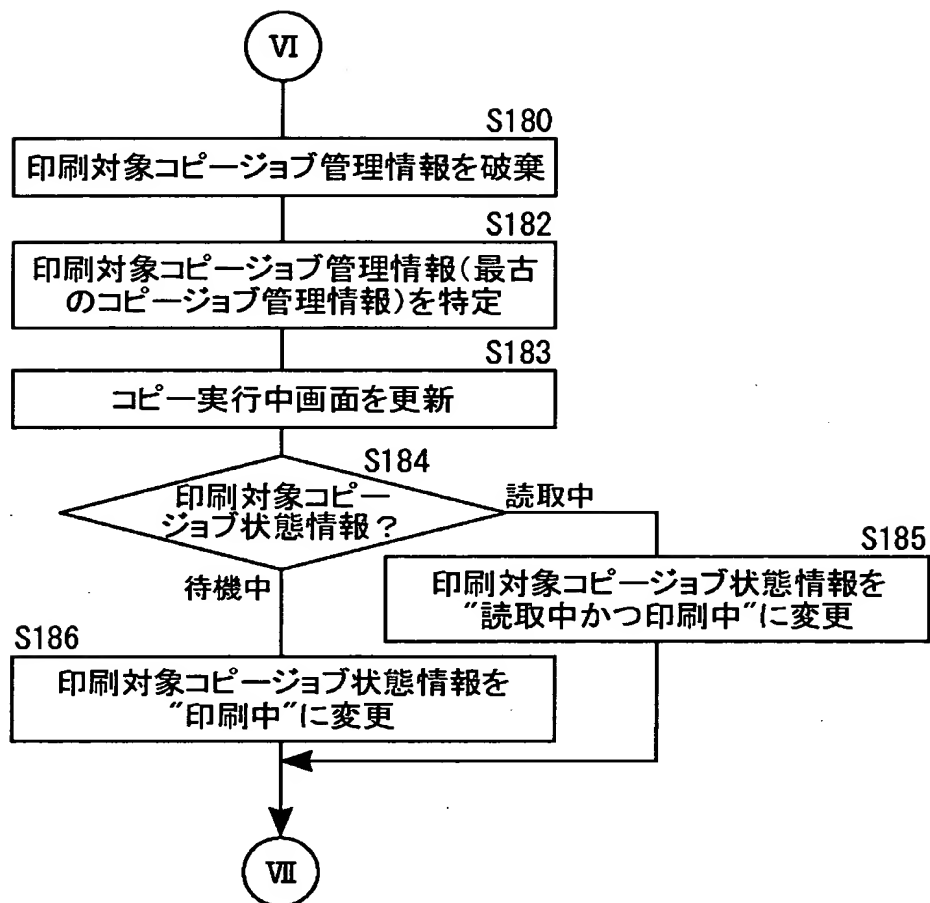 Ⅵ
S180
印刷対象コピージョブ管理情報を破棄
S182
印刷対象コピージョブ管理情報(最古
のコピージョブ管理情報)を特定
S183
コピー実行中画面を更新
S184
印刷対象コピー
ジョブ状態情報?
読取中
待機中
S185
印刷対象コピージョブ状態情報を
"読取中かつ印刷中"に変更
S186
印刷対象コピージョブ状態情報を
"印刷中"に変更
Ⅶ